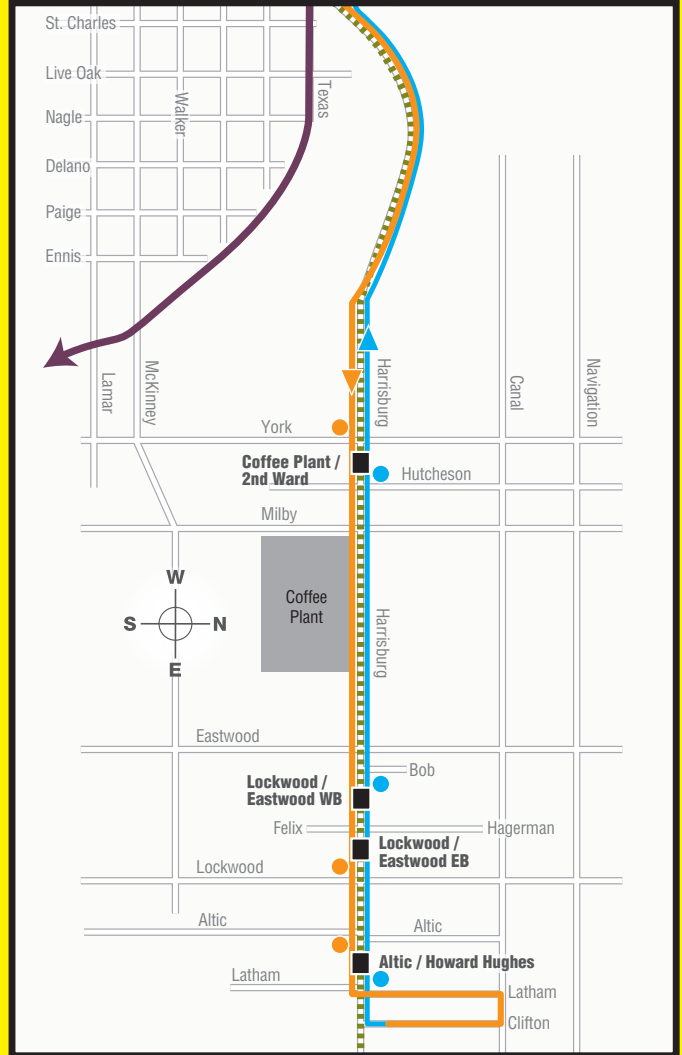 St. Charles
Live Oak
Texas
Walker
Nagle
Delano
Paige
Ennis
Lamar
McKinney
Harrisburg
Canal
Navigation
York
Coffee Plant /
2nd Ward
Hutcheson
Milby
W
S
N
E
Coffee
Plant
Harrisburg
Eastwood
Bob
Lockwood /
Eastwood WB
Felix
Hagerman
Lockwood /
Eastwood EB
Lockwood
Altic
Altic
Altic / Howard Hughes
Latham
Latham
Clifton